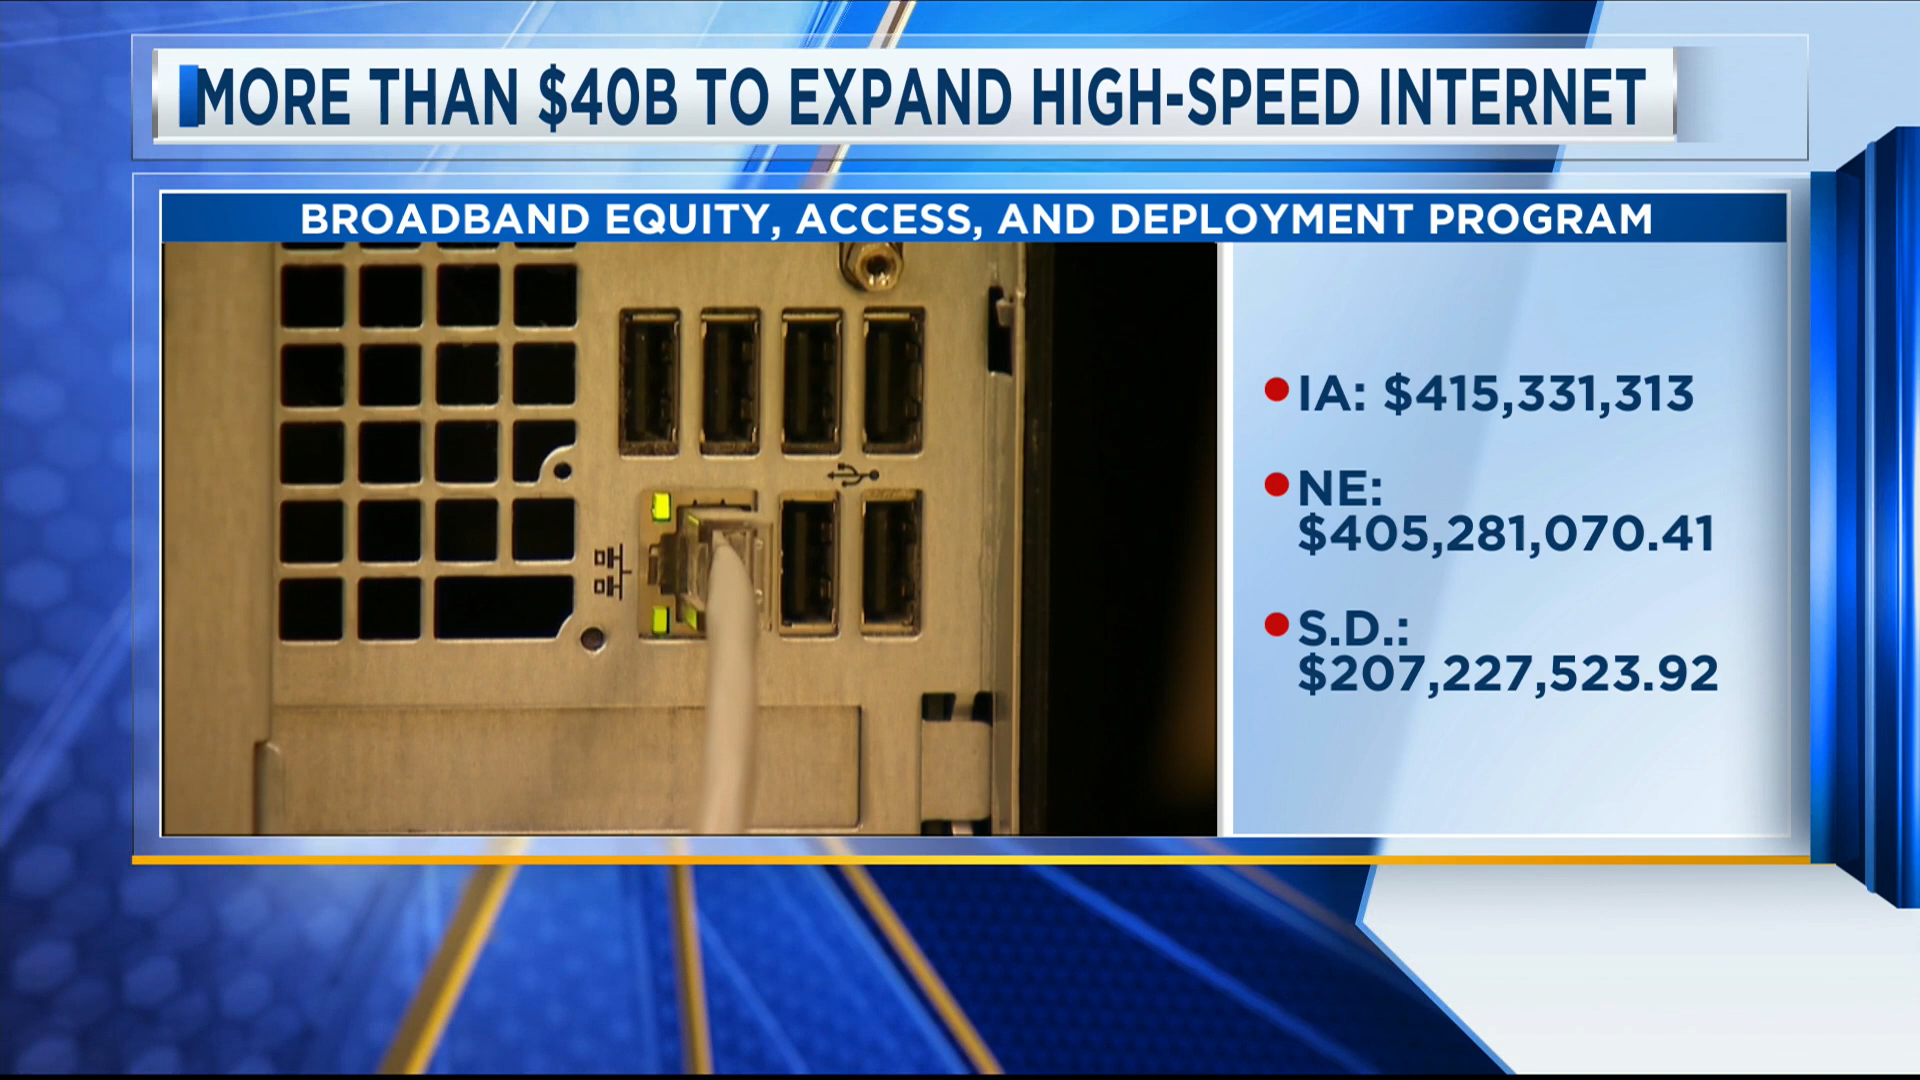 MORE THAN $40B TO EXPAND HIGH-SPEED INTERNET
BROADBAND EQUITY, ACCESS, AND DEPLOYMENT PROGRAM
IA: $415,331,313
NE:
$405,281,070.41
S.D.:
$207,227,523.92